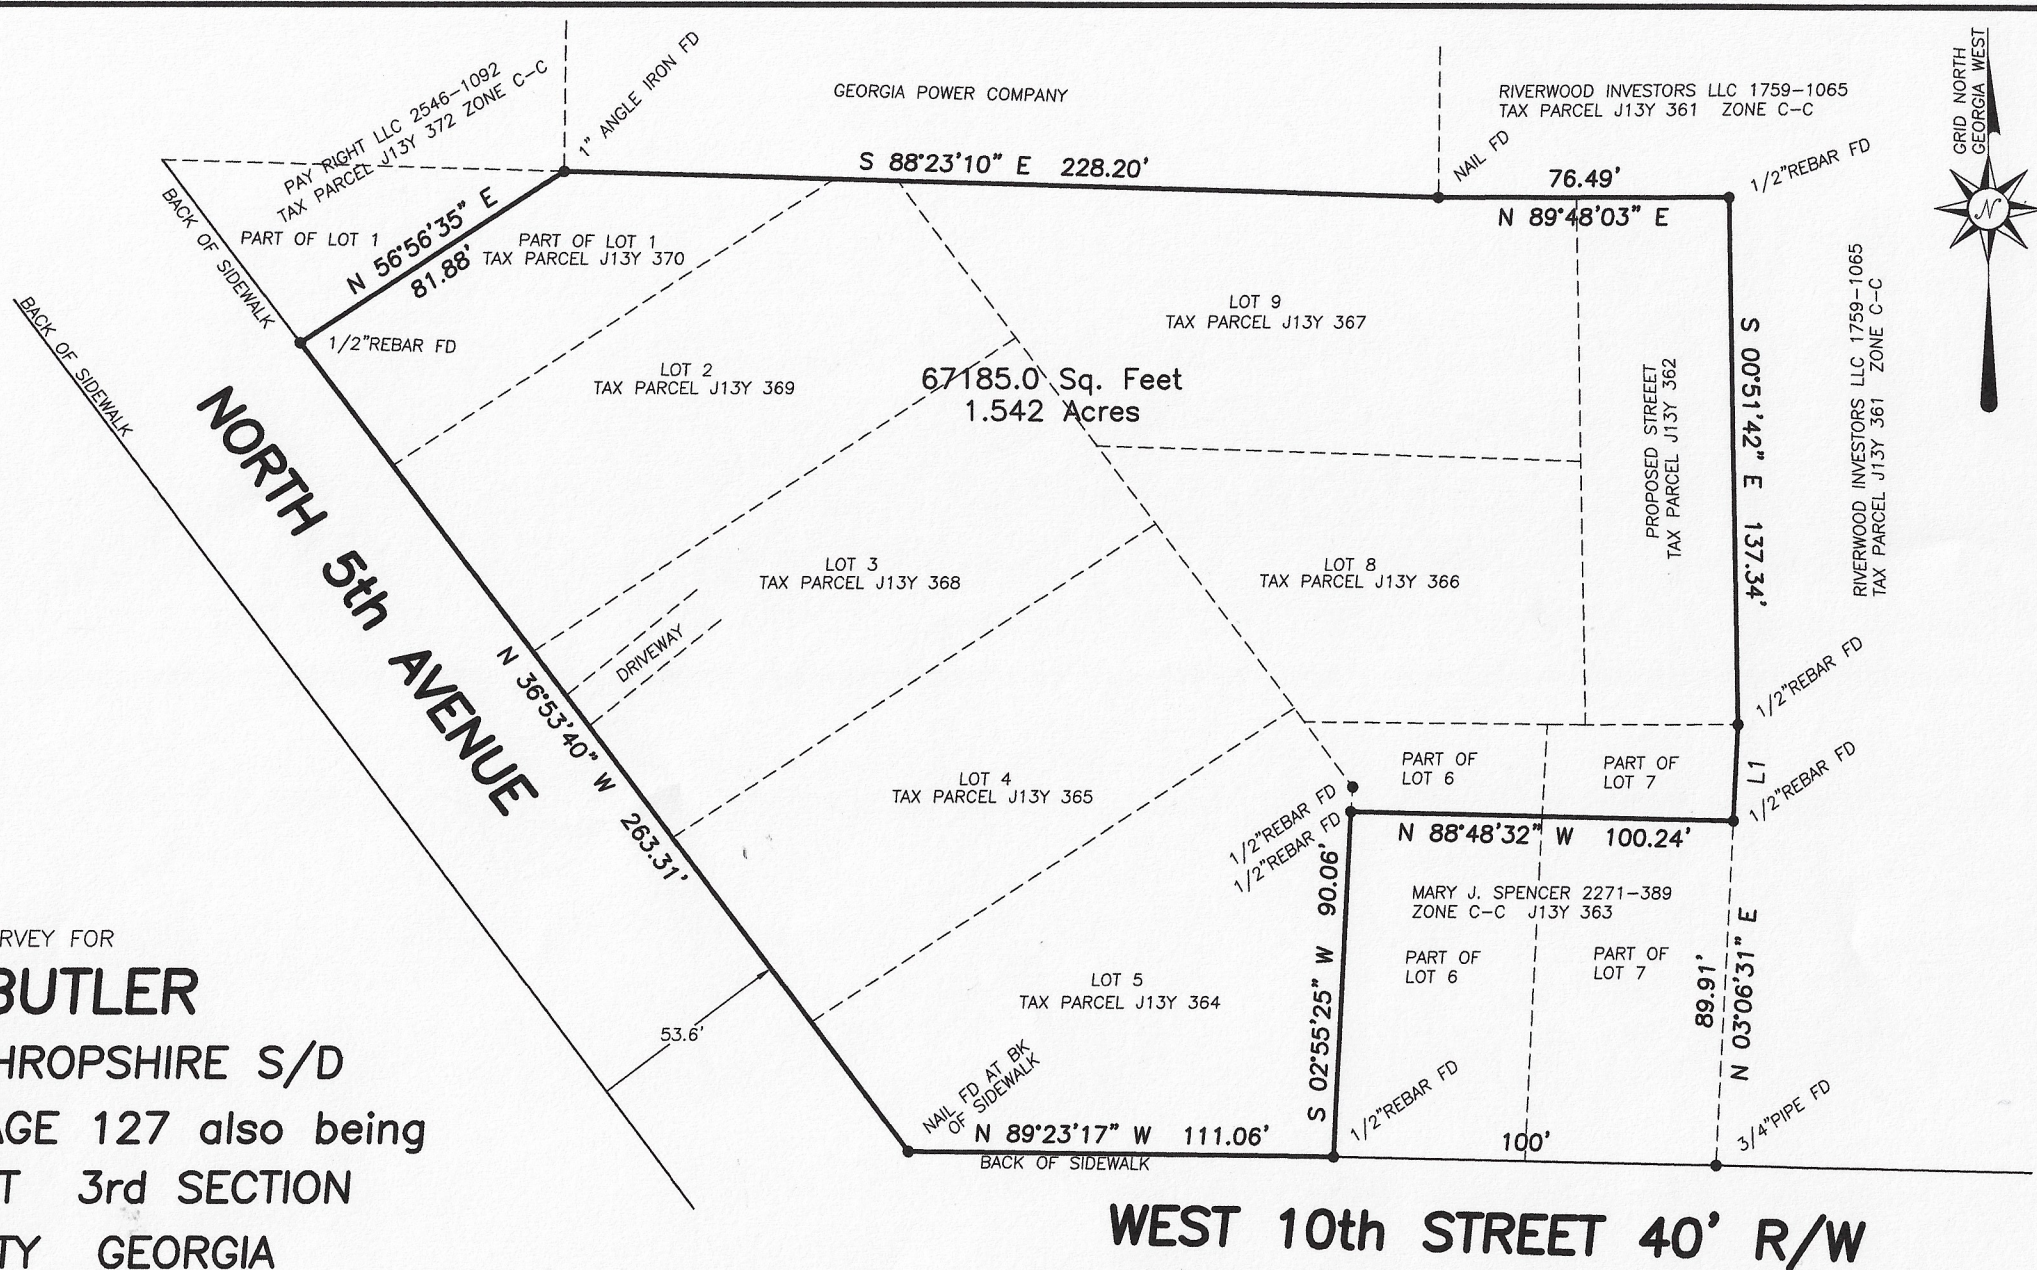 GRID NORTH
GEORGIA WEST
N
PAY RIGHT LLC 2546-1092
TAX PARCEL J13Y 372 ZONE C-C
1" ANGLE IRON FD
GEORGIA POWER COMPANY
RIVERWOOD INVESTORS LLC 1759-1065
TAX PARCEL J13Y 361 ZONE C-C
NAIL FD
1/2"REBAR FD
S 88°23'10" E 228.20'
76.49'
N 89°48'03" E
BACK OF SIDEWALK
BACK OF SIDEWALK
PART OF LOT 1
N 56°56'35" E
81.88'
PART OF LOT 1
TAX PARCEL J13Y 370
1/2"REBAR FD
LOT 9
TAX PARCEL J13Y 367
LOT 2
TAX PARCEL J13Y 369
67185.0 Sq. Feet
1.542 Acres
PROPOSED STREEET
TAX PARCEL J13Y 362
S 00°51'42" E 137.34'
RIVERWOOD INVESTORS LLC 1759-1065
TAX PARCEL J13Y 361 ZONE C-C
NORTH 5th AVENUE
LOT 3
TAX PARCEL J13Y 368
LOT 8
TAX PARCEL J13Y 366
DRIVEWAY
N 36°53'40" W 263.31'
1/2"REBAR FD
LOT 4
TAX PARCEL J13Y 365
PART OF
LOT 6
PART OF
LOT 7
L1
1/2"REBAR FD
1/2"REBAR FD
1/2"REBAR FD
N 88°48'32" W 100.24'
S 02°55'25" W 90.06'
MARY J. SPENCER 2271-389
ZONE C-C J13Y 363
PART OF
LOT 6
PART OF
LOT 7
89.91'
N 03°06'31" E
LOT 5
TAX PARCEL J13Y 364
53.6'
NAIL FD AT BK
OF SIDEWALK
N 89°23'17" W 111.06'
BACK OF SIDEWALK
1/2"REBAR FD
100'
3/4"PIPE FD
WEST 10th STREET 40' R/W
RVEY FOR
BUTLER
HROPSHIRE S/D
AGE 127 also being
T 3rd SECTION
TY GEORGIA